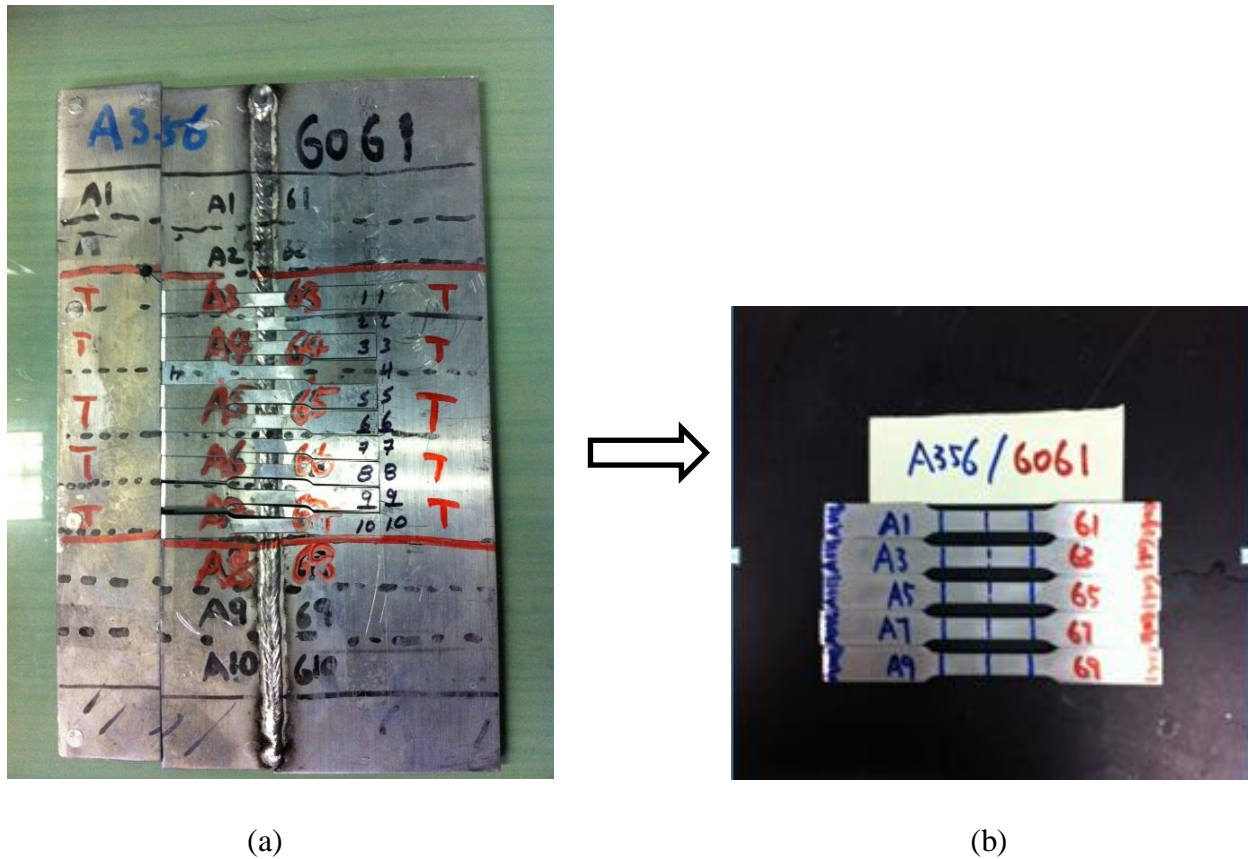 A356 6061
A1 A1 61
A2 62
T A3 63 1 1 T
2 2
T A4 64 3 3 T
4 4
T A5 65 5 5 T
6 6
T A6 66 7 7 T
8 8
T 9 9 T
10 10
A8 68
A9 69
A10 610
A356/6061
A1 61
A3 63
A5 65
A7 67
A9 69
(a) (b)